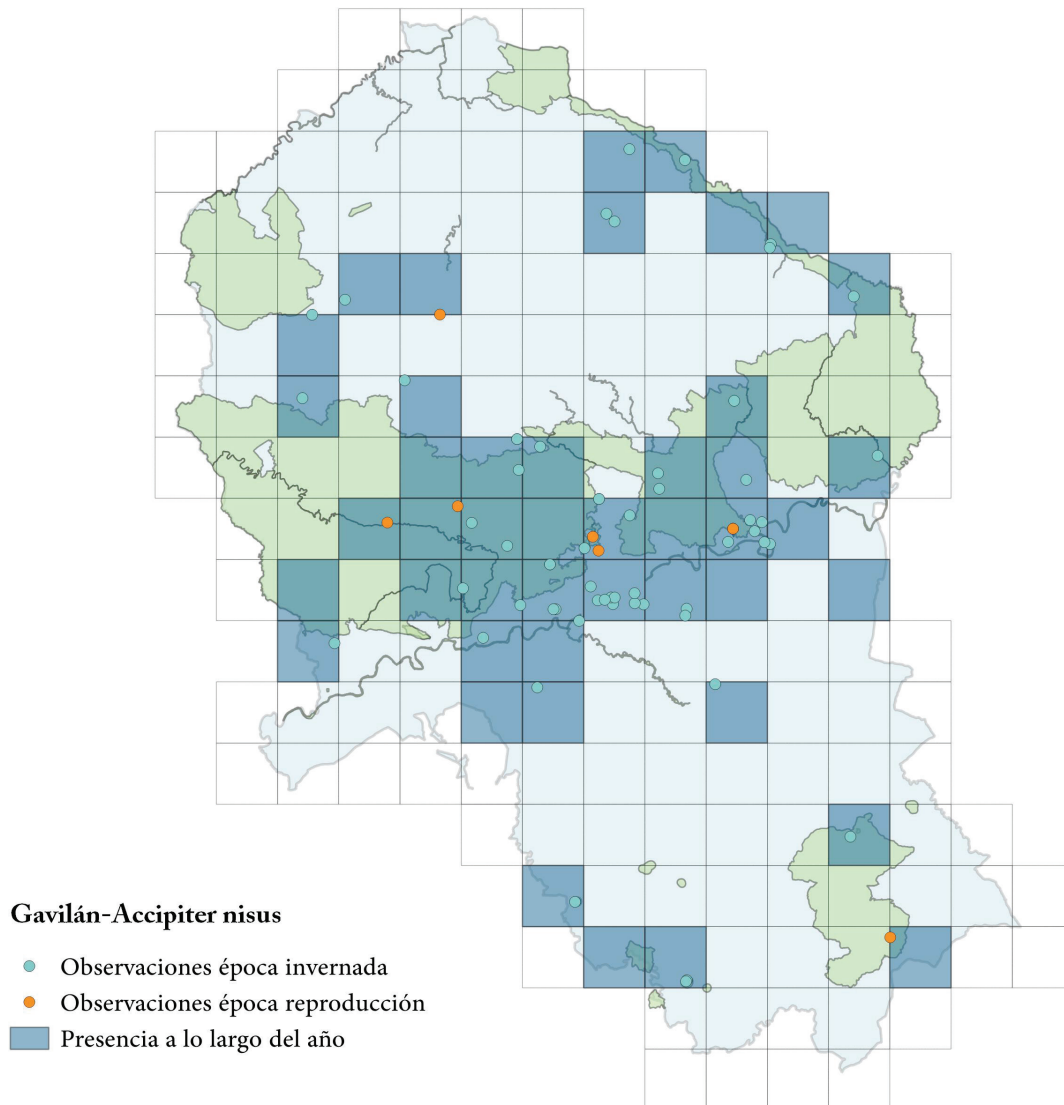 Gavilán-Accipiter nisus
Observaciones época invernada
Observaciones época reproducción
Presencia a lo largo del año